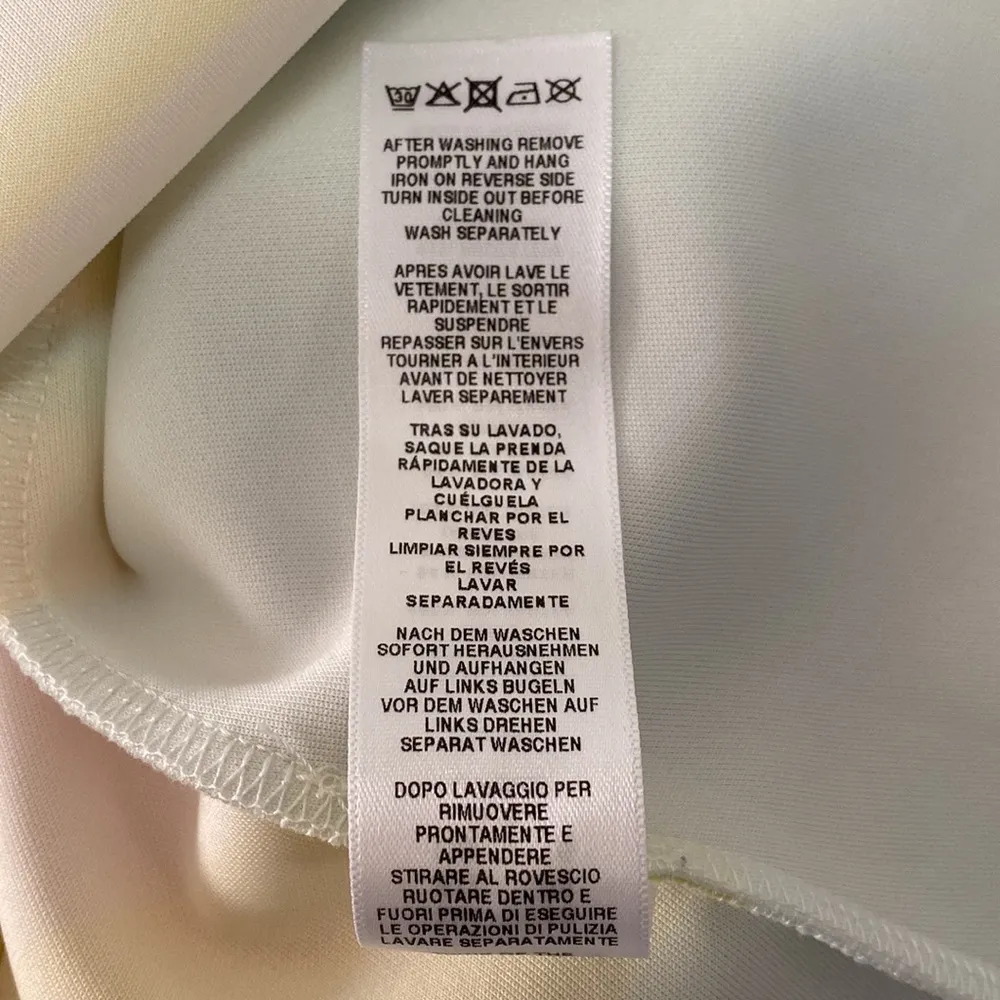 30
AFTER WASHING REMOVE
PROMPTLY AND HANG
IRON ON REVERSE SIDE
TURN INSIDE OUT BEFORE
CLEANING
WASH SEPARATELY
APRES AVOIR LAVE LE
VETEMENT, LE SORTIR
RAPIDEMENT ET LE
SUSPENDRE
REPASSER SUR L'ENVERS
TOURNER A L'INTERIEUR
AVANT DE NETTOYER
LAVER SEPAREMENT
TRAS SU LAVADO,
SAQUE LA PRENDA
RÁPIDAMENTE DE LA
LAVADORA Y
CUÉLGUELA
PLANCHAR POR EL
REVES
LIMPIAR SIEMPRE POR
EL REVÉS
LAVAR
SEPARADAMENTE
NACH DEM WASCHEN
SOFORT HERAUSNEHMEN
UND AUFHANGEN
AUF LINKS BUGELN
VOR DEM WASCHEN AUF
LINKS DREHEN
SEPARAT WASCHEN
DOPO LAVAGGIO PER
RIMUOVERE
PRONTAMENTE E
APPENDERE
STIRARE AL ROVESCIO
RUOTARE DENTRO E
FUORI PRIMA DI ESEGUIRE
LE OPERAZIONI DI PULIZIA
LAVARE SEPARATAMENTE